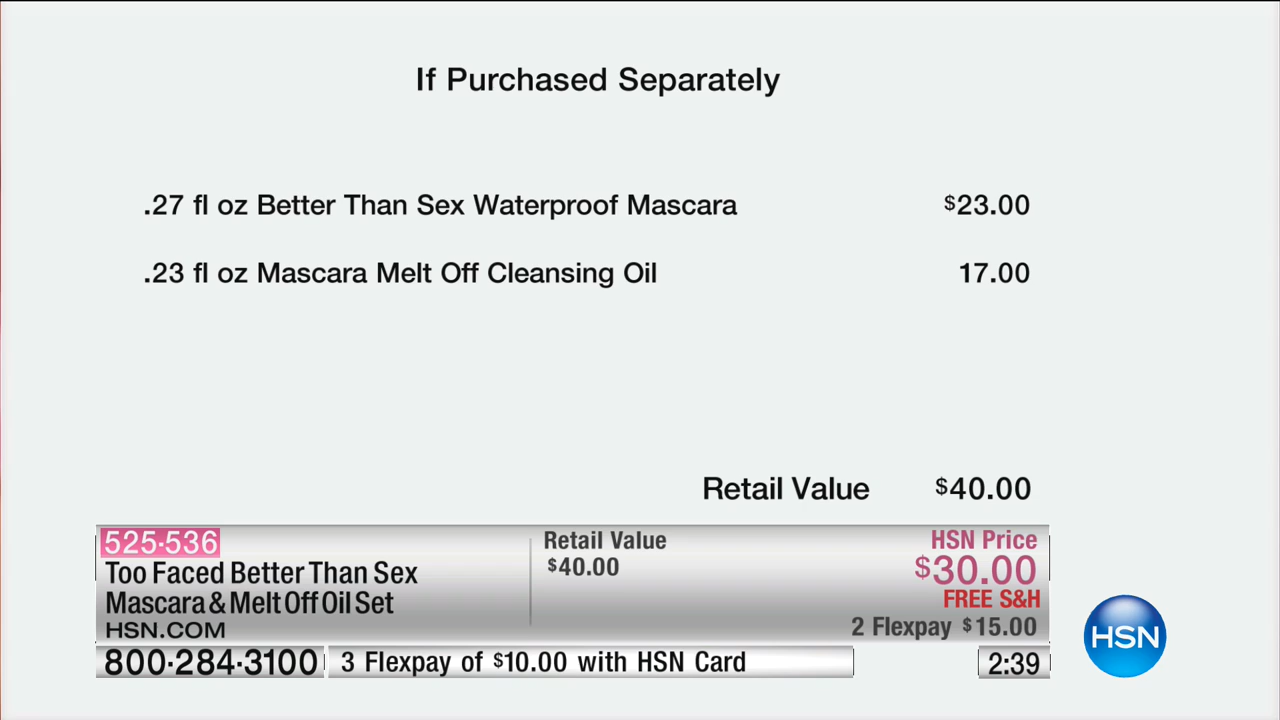 If Purchased Separately
.27 fl oz Better Than Sex Waterproof Mascara $23.00
.23 fl oz Mascara Melt Off Cleansing Oil 17.00
Retail Value $40.00
525·536
Too Faced Better Than Sex
Mascara & Melt Off Oil Set
HSN.COM
Retail Value
$40.00
HSN Price
$30.00
FREE S&H
2 Flexpay $15.00
800·284·3100
3 Flexpay of $10.00 with HSN Card
2:39
HSN